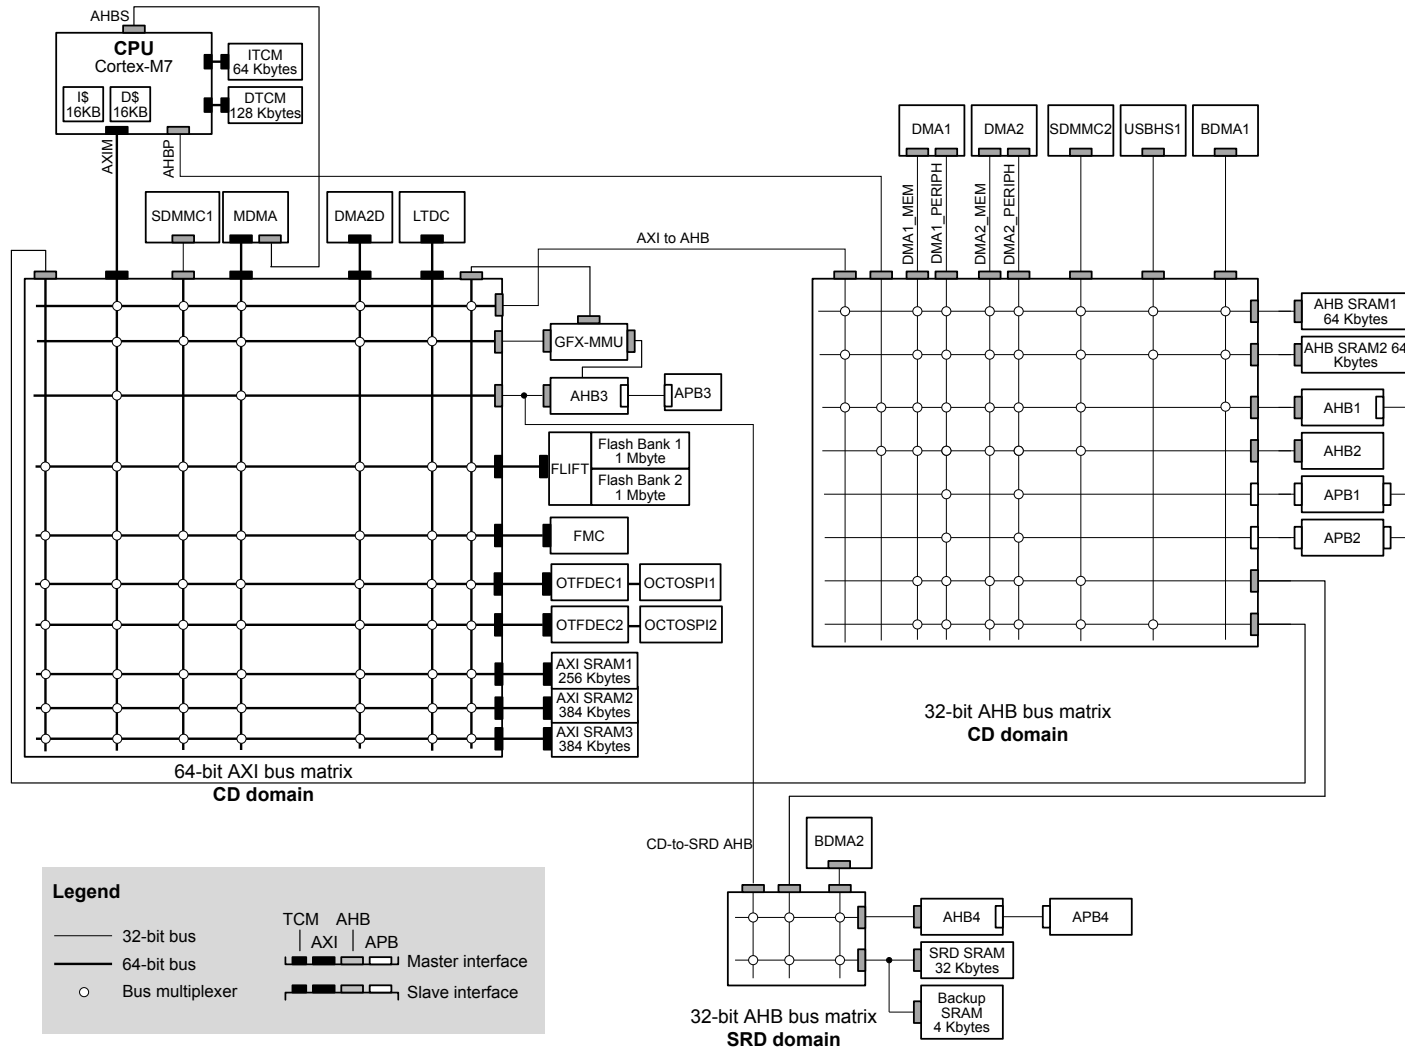 AHBS
CPU
Cortex-M7
I$
16KB
D$
16KB
ITCM
64 Kbytes
DTCM
128 Kbytes
AXIM
AHBP
SDMMC1
MDMA
DMA2D
LTDC
AXI to AHB
DMA1
DMA2
SDMMC2
USBHS1
BDMA1
DMA1_MEM
DMA1_PERIPH
DMA2_MEM
DMA2_PERIPH
GFX-MMU
AHB3
APB3
FLIFT
Flash Bank 1
1 Mbyte
Flash Bank 2
1 Mbyte
FMC
OTFDEC1
OCTOSPI1
OTFDEC2
OCTOSPI2
AXI SRAM1
256 Kbytes
AXI SRAM2
384 Kbytes
AXI SRAM3
384 Kbytes
64-bit AXI bus matrix
CD domain
AHB SRAM1
64 Kbytes
AHB SRAM2 64
Kbytes
AHB1
AHB2
APB1
APB2
32-bit AHB bus matrix
CD domain
CD-to-SRD AHB
BDMA2
AHB4
APB4
SRD SRAM
32 Kbytes
Backup
SRAM
4 Kbytes
32-bit AHB bus matrix
SRD domain
Legend
32-bit bus
64-bit bus
Bus multiplexer
TCM
AHB
AXI
APB
Master interface
Slave interface